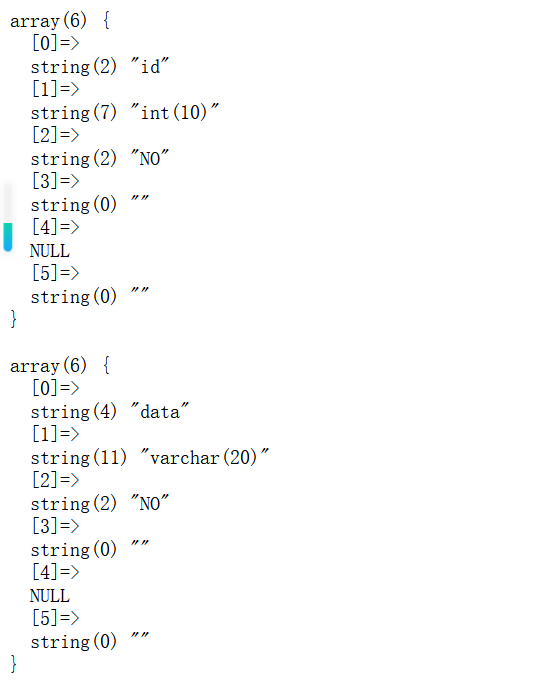 array(6) {
  [0]=>
  string(2) "id"
  [1]=>
  string(7) "int(10)"
  [2]=>
  string(2) "NO"
  [3]=>
  string(0) ""
  [4]=>
  NULL
  [5]=>
  string(0) ""
}

array(6) {
  [0]=>
  string(4) "data"
  [1]=>
  string(11) "varchar(20)"
  [2]=>
  string(2) "NO"
  [3]=>
  string(0) ""
  [4]=>
  NULL
  [5]=>
  string(0) ""
}